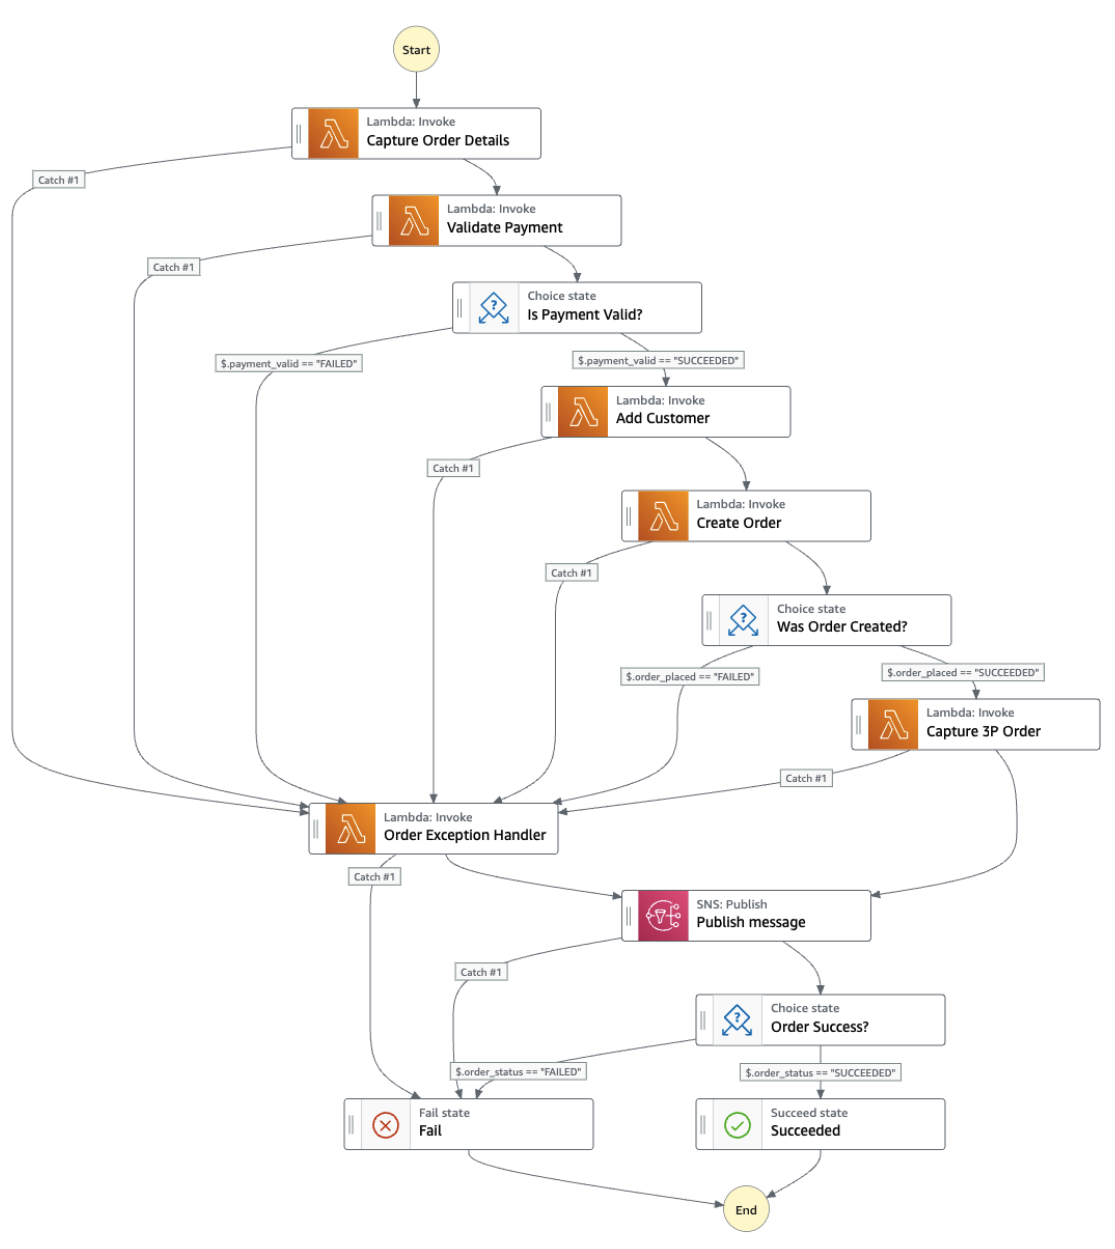 Start
Lambda: Invoke
Capture Order Details
Catch #1
Lambda: Invoke
Validate Payment
Catch #1
Choice state
Is Payment Valid?
$.payment_valid == "FAILED"
$.payment_valid == "SUCCEEDED"
Lambda: Invoke
Add Customer
Catch #1
Lambda: Invoke
Create Order
Catch #1
Choice state
Was Order Created?
$.order_placed == "FAILED"
$.order_placed == "SUCCEEDED"
Lambda: Invoke
Capture 3P Order
Catch #1
Lambda: Invoke
Order Exception Handler
Catch #1
SNS: Publish
Publish message
Catch #1
Choice state
Order Success?
$.order_status == "FAILED"
$.order_status == "SUCCEEDED"
Fail state
Fail
Succeed state
Succeeded
End